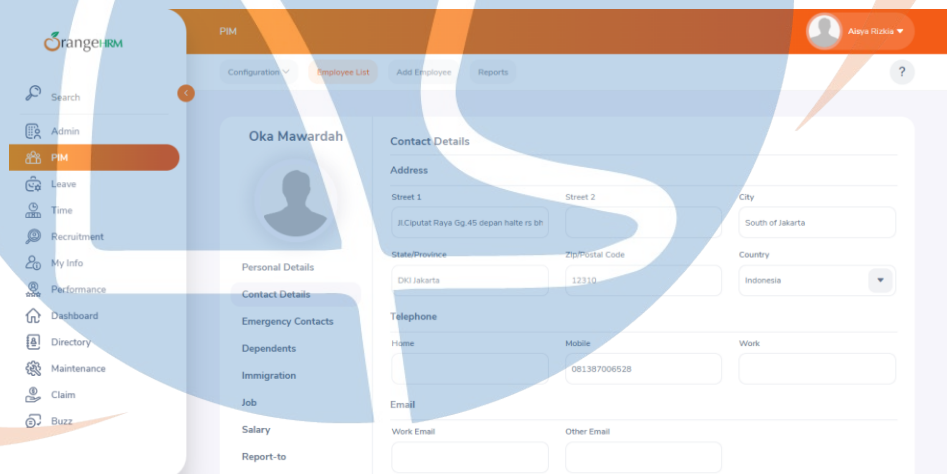 OrangeHRM
PIM
Aisya Rizkia
Configuration
Employee List
Add Employee
Reports
?
Search
Admin
PIM
Leave
Time
Recruitment
My Info
Performance
Dashboard
Directory
Maintenance
Claim
Buzz
Oka Mawardah
Personal Details
Contact Details
Emergency Contacts
Dependents
Immigration
Job
Salary
Report-to
Contact Details
Address
Street 1
Street 2
City
Jl.Ciputat Raya Gg.45 depan halte rs bh
South of Jakarta
State/Province
Zip/Postal Code
Country
DKI Jakarta
12310
Indonesia
Telephone
Home
Mobile
Work
081387006528
Email
Work Email
Other Email